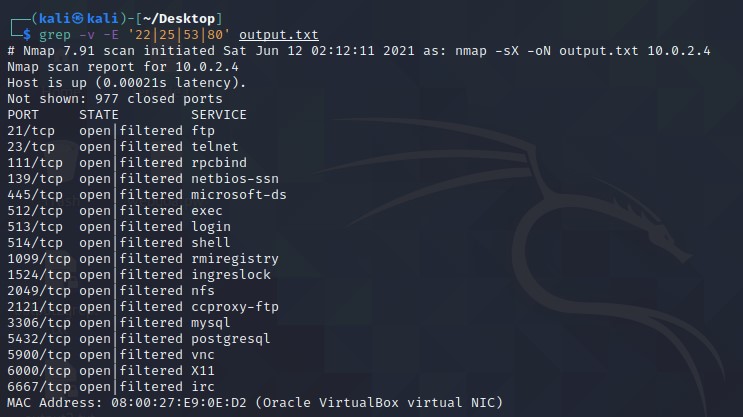 ┌──(kali㉿kali)-[~/Desktop]
└─$ grep -v -E '22|25|53|80' output.txt
# Nmap 7.91 scan initiated Sat Jun 12 02:12:11 2021 as: nmap -sX -oN output.txt 10.0.2.4
Nmap scan report for 10.0.2.4
Host is up (0.00021s latency).
Not shown: 977 closed ports
PORT     STATE         SERVICE
21/tcp   open|filtered ftp
23/tcp   open|filtered telnet
111/tcp  open|filtered rpcbind
139/tcp  open|filtered netbios-ssn
445/tcp  open|filtered microsoft-ds
512/tcp  open|filtered exec
513/tcp  open|filtered login
514/tcp  open|filtered shell
1099/tcp open|filtered rmiregistry
1524/tcp open|filtered ingreslock
2049/tcp open|filtered nfs
2121/tcp open|filtered ccproxy-ftp
3306/tcp open|filtered mysql
5432/tcp open|filtered postgresql
5900/tcp open|filtered vnc
6000/tcp open|filtered X11
6667/tcp open|filtered irc
MAC Address: 08:00:27:E9:0E:D2 (Oracle VirtualBox virtual NIC)